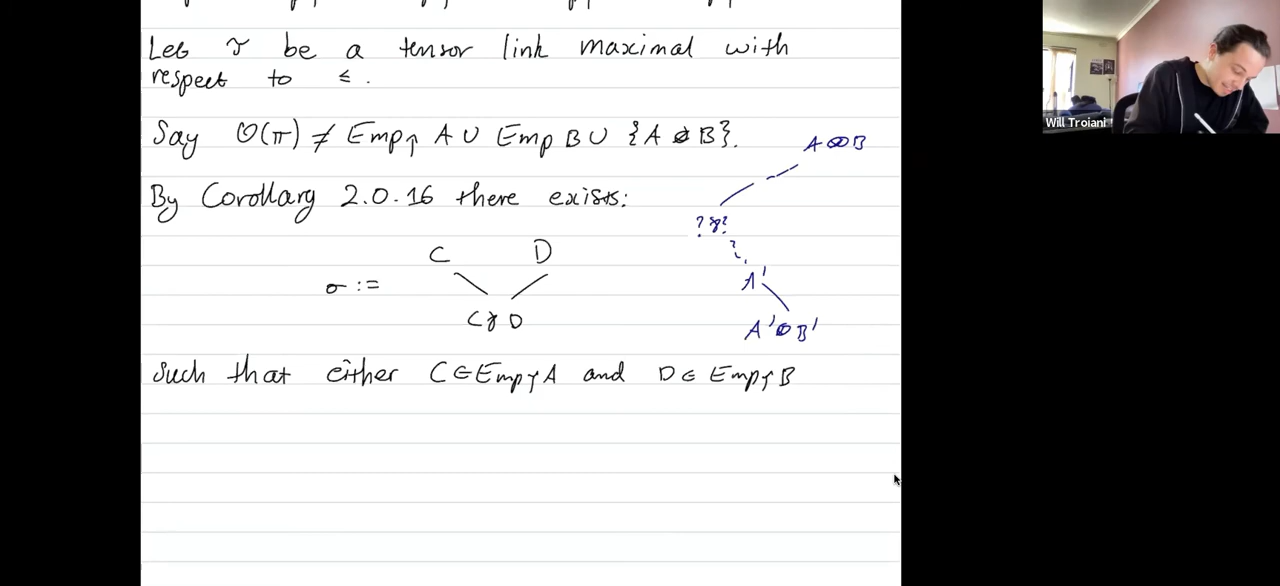 Let τ be a tensor link maximal with
respect to ≤.
Say O(π) ≠ Emp↑ A ∪ Emp B ∪ {A ⊗ B}.
A ⊗ B
By Corollary 2.0.16 there exists:
? ⅋ ?
C D
σ :=
A'
C ⅋ D
A' ⊗ B'
Such that either C ∈ Emp↑A and D ∈ Emp↑B
Will Troiani